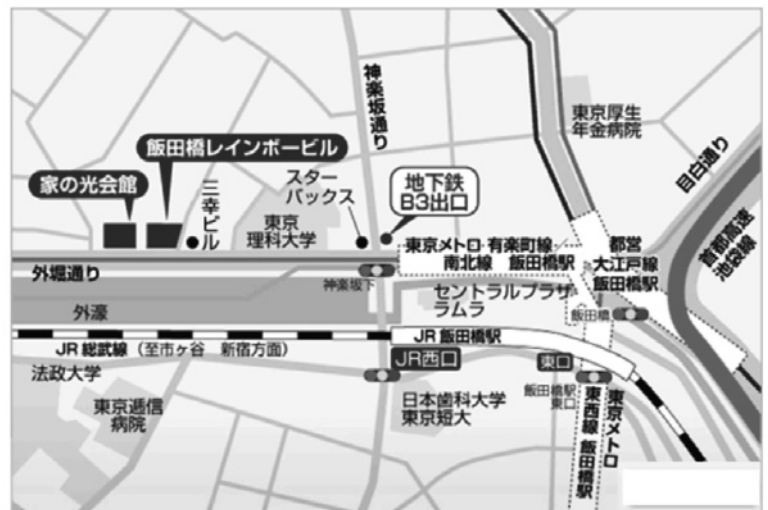 神楽坂通り
東京厚生
年金病院
目白通り
首都高速
池袋線
飯田橋レインボービル
家の光会館
三幸ビル
スター
バックス
地下鉄
B3出口
東京
理科大学
東京メトロ 有楽町線
南北線 飯田橋駅
都営
大江戸線
飯田橋駅
外堀通り
神楽坂下
セントラルプラザ
ラムラ
飯田橋
外濠
JR 飯田橋駅
JR 総武線(至市ヶ谷 新宿方面)
JR西口
東口
法政大学
日本歯科大学
東京短大
飯田橋駅
東口
東京逓信
病院
東京メトロ
東西線 飯田橋駅